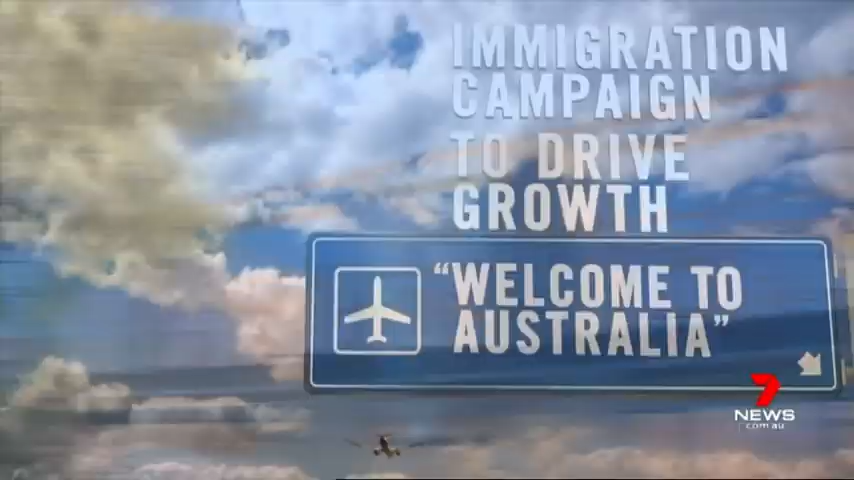 IMMIGRATION
CAMPAIGN
TO DRIVE
GROWTH
“WELCOME TO
AUSTRALIA”
7
NEWS
com.au